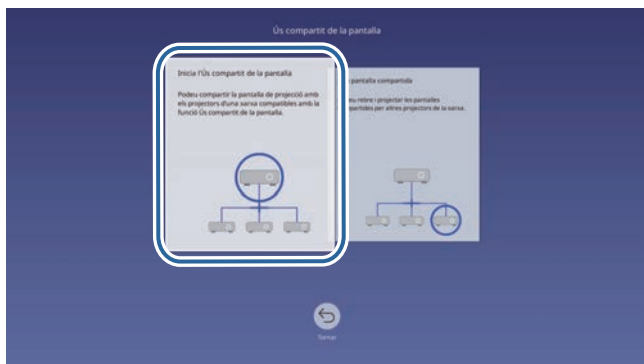 Ús compartit de la pantalla
Inicia l'Ús compartit de la pantalla
Podeu compartir la pantalla de projecció amb
els projectors d'una xarxa compatibles amb la
funció Ús compartit de la pantalla.
pantalla compartida
rebre i projectar les pantalles
per altres projectors de la xarxa.
Tornar